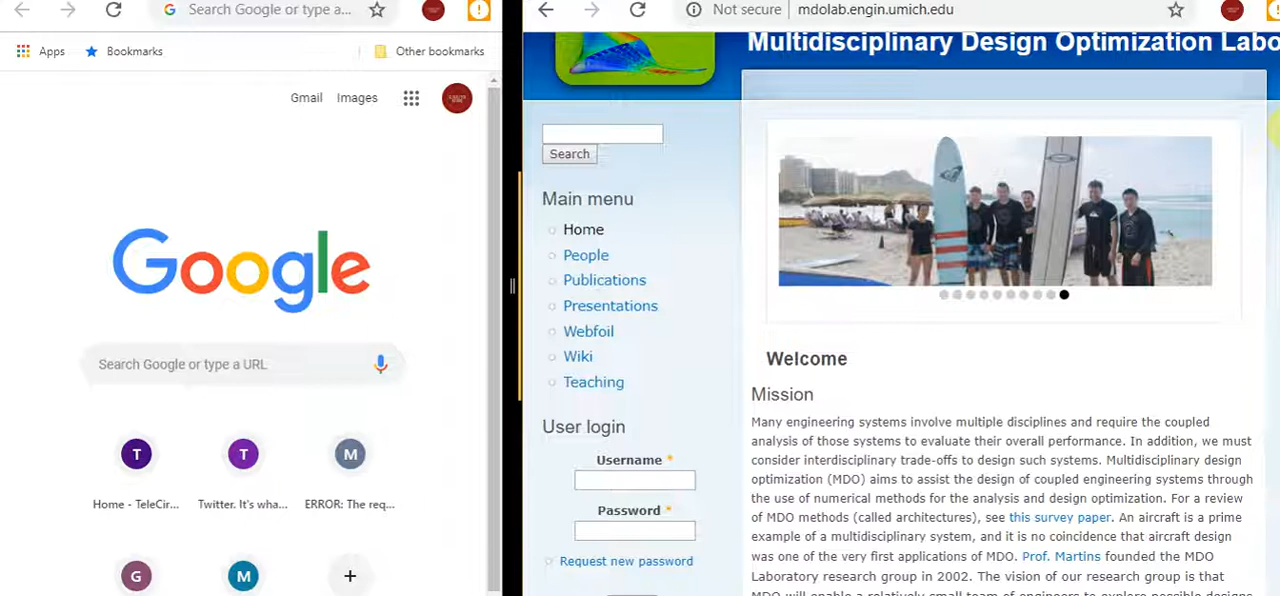 Search Google or type a...
Apps
Bookmarks
Other bookmarks
Gmail
Images
Google
Search Google or type a URL
T
T
M
Home - TeleCir...
Twitter. It's wha...
ERROR: The req...
G
M
Not secure
mdolab.engin.umich.edu
Multidisciplinary Design Optimization Labo
Search
Main menu
Home
People
Publications
Presentations
Webfoil
Wiki
Teaching
User login
Username *
Password *
Request new password
Welcome
Mission
Many engineering systems involve multiple disciplines and require the coupled
analysis of those systems to evaluate their overall performance. In addition, we must
consider interdisciplinary trade-offs to design such systems. Multidisciplinary design
optimization (MDO) aims to assist the design of coupled engineering systems through
the use of numerical methods for the analysis and design optimization. For a review
of MDO methods (called architectures), see this survey paper. An aircraft is a prime
example of a multidisciplinary system, and it is no coincidence that aircraft design
was one of the very first applications of MDO. Prof. Martins founded the MDO
Laboratory research group in 2002. The vision of our research group is that
MDO will enable a relatively small team of engineers to explore possible designs